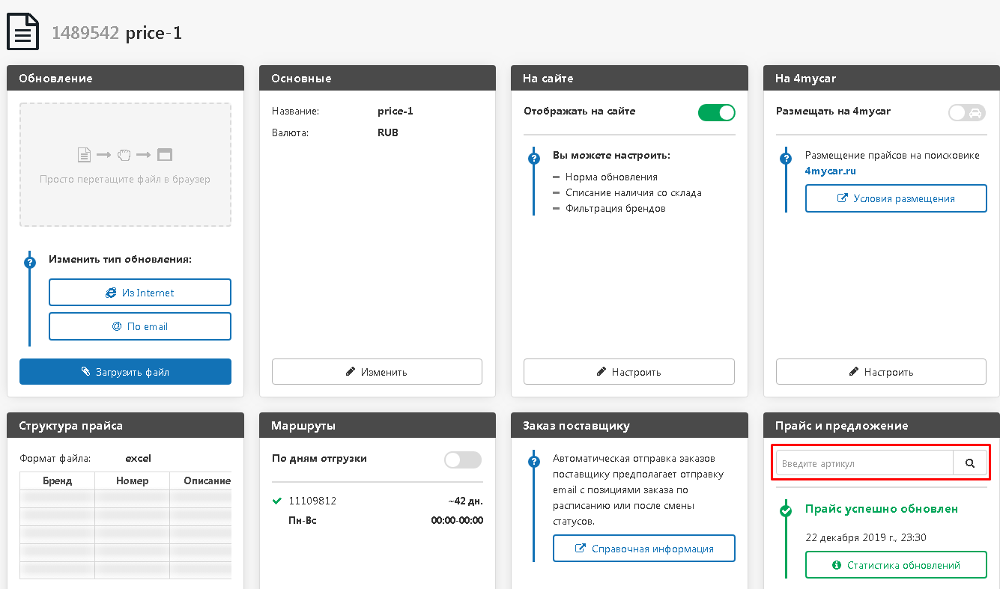 1489542 price-1
Обновление
Просто перетащите файл в браузер
Изменить тип обновления:
Из Internet
По email
Загрузить файл
Основные
Название: price-1
Валюта: RUB
Изменить
На сайте
Отображать на сайте
Вы можете настроить:
Норма обновления
Списание наличия со склада
Фильтрация брендов
Настроить
На 4mycar
Размещать на 4mycar
Размещение прайсов на поисковике
4mycar.ru
Условия размещения
Настроить
Структура прайса
Формат файла: excel
Бренд Номер Описание
Маршруты
По дням отгрузки
11109812 ~42 дн.
Пн-Вс 00:00-00:00
Заказ поставщику
Автоматическая отправка заказов
поставщику предполагает отправку
email с позициями заказа по
расписанию или после смены
статусов.
Справочная информация
Прайс и предложение
Введите артикул
Прайс успешно обновлен
22 декабря 2019 г., 23:30
Статистика обновлений